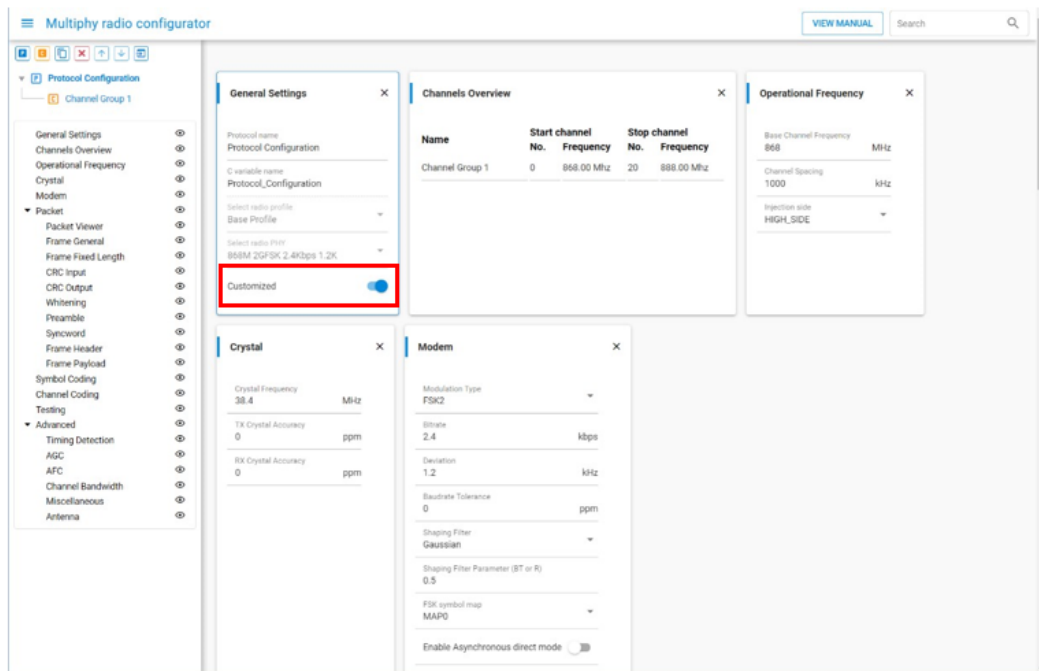 Multiphy radio configurator
VIEW MANUAL
Search
Protocol Configuration
Channel Group 1
General Settings
Channels Overview
Operational Frequency
Crystal
Modem
Packet
Packet Viewer
Frame General
Frame Fixed Length
CRC Input
CRC Output
Whitening
Preamble
Syncword
Frame Header
Frame Payload
Symbol Coding
Channel Coding
Testing
Advanced
Timing Detection
AGC
AFC
Channel Bandwidth
Miscellaneous
Antenna
General Settings
Protocol name
Protocol Configuration
C variable name
Protocol_Configuration
Select radio profile
Base Profile
Select radio PHY
868M 2GFSK 2.4Kbps 1.2K
Customized
Channels Overview
Start channel Stop channel
Name No. Frequency No. Frequency
Channel Group 1 0 868.00 Mhz 20 888.00 Mhz
Operational Frequency
Base Channel Frequency
868 MHz
Channel Spacing
1000 kHz
Injection side
HIGH_SIDE
Crystal
Crystal Frequency
38.4 MHz
TX Crystal Accuracy
0 ppm
RX Crystal Accuracy
0 ppm
Modem
Modulation Type
FSK2
Bitrate
2.4 kbps
Deviation
1.2 kHz
Baudrate Tolerance
0 ppm
Shaping Filter
Gaussian
Shaping Filter Parameter (BT or R)
0.5
FSK symbol map
MAP0
Enable Asynchronous direct mode